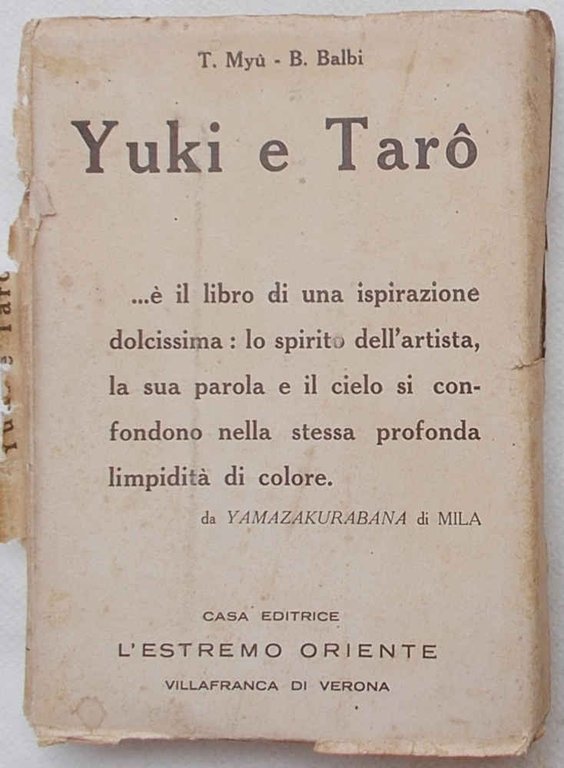 T. Myù - B. Balbi
Yuki e Tarô
...è il libro di una ispirazione
dolcissima : lo spirito dell'artista,
la sua parola e il cielo si con-
fondono nella stessa profonda
limpidità di colore.
da YAMAZAKURABANA di MILA
CASA EDITRICE
L'ESTREMO ORIENTE
VILLAFRANCA DI VERONA